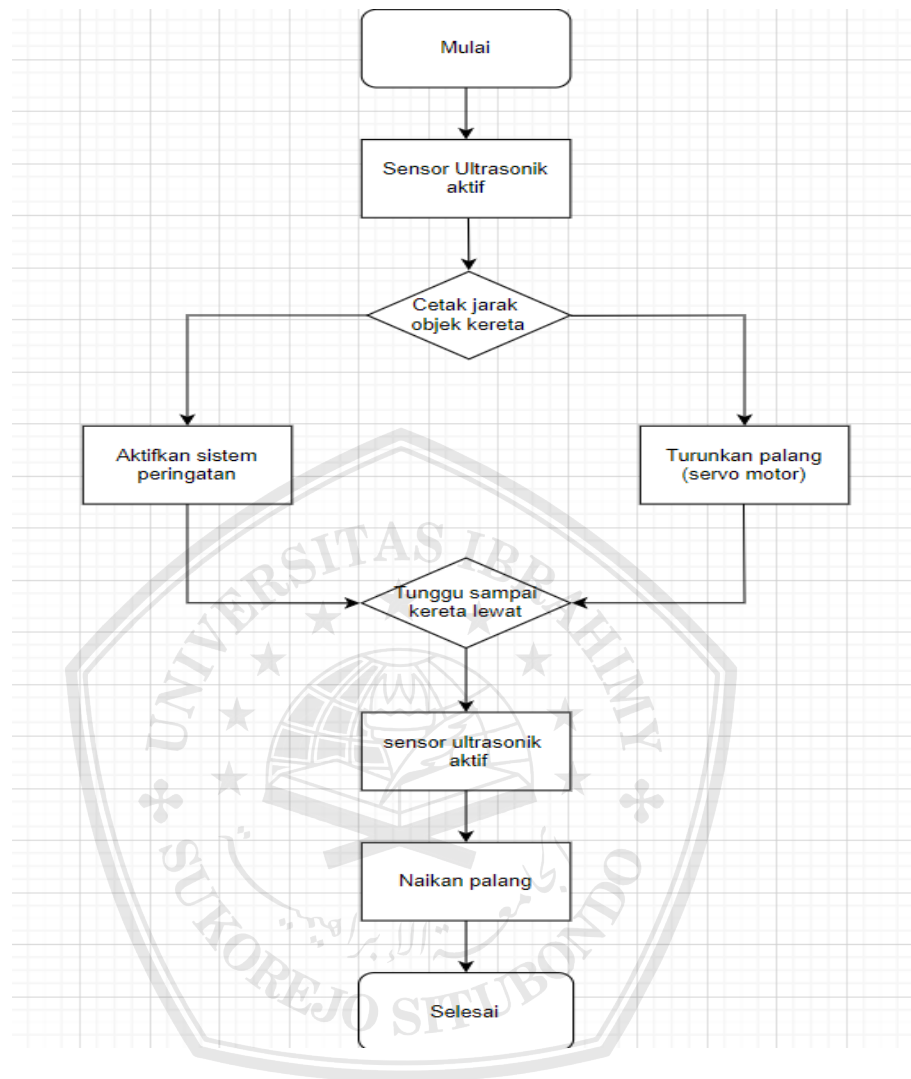 Mulai
Sensor Ultrasonik
aktif
Cetak jarak
objek kereta
Aktifkan sistem
peringatan
Turunkan palang
(servo motor)
Tunggu sampai
kereta lewat
sensor ultrasonik
aktif
Naikan palang
Selesai
UNIVERSITAS IBRAHIMY
SUKOREJO SITUBONDO